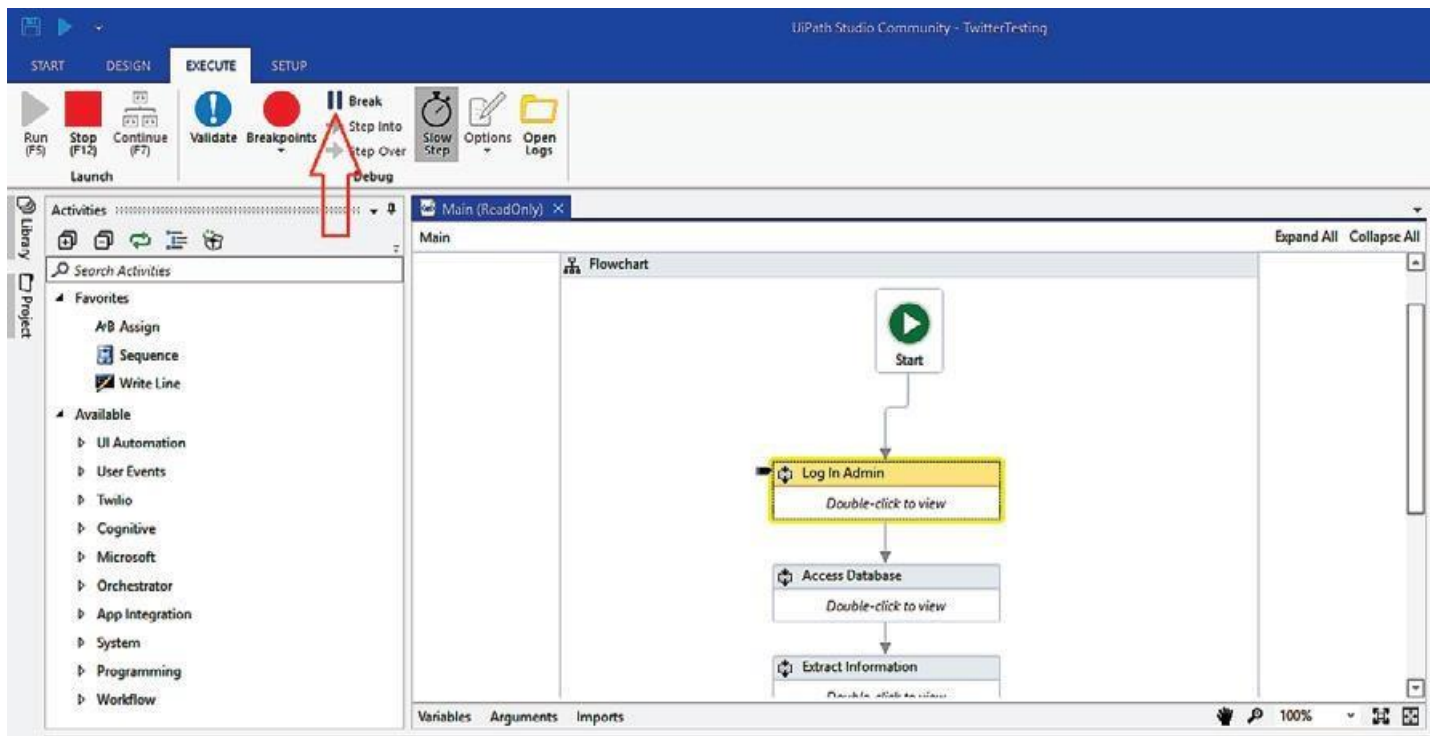 UiPath Studio Community - TwitterTesting
START DESIGN EXECUTE SETUP
Run (F5)
Stop (F12)
Continue (F7)
Launch
Validate
Breakpoints
Break
Step Into
Step Over
Slow Step
Options
Open Logs
Debug
Library
Project
Activities
Search Activities
Favorites
A+B Assign
Sequence
Write Line
Available
UI Automation
User Events
Twilio
Cognitive
Microsoft
Orchestrator
App Integration
System
Programming
Workflow
Main (ReadOnly)
Main
Expand All Collapse All
Flowchart
Start
Log In Admin
Double-click to view
Access Database
Double-click to view
Extract Information
Double-click to view
Variables Arguments Imports
100%